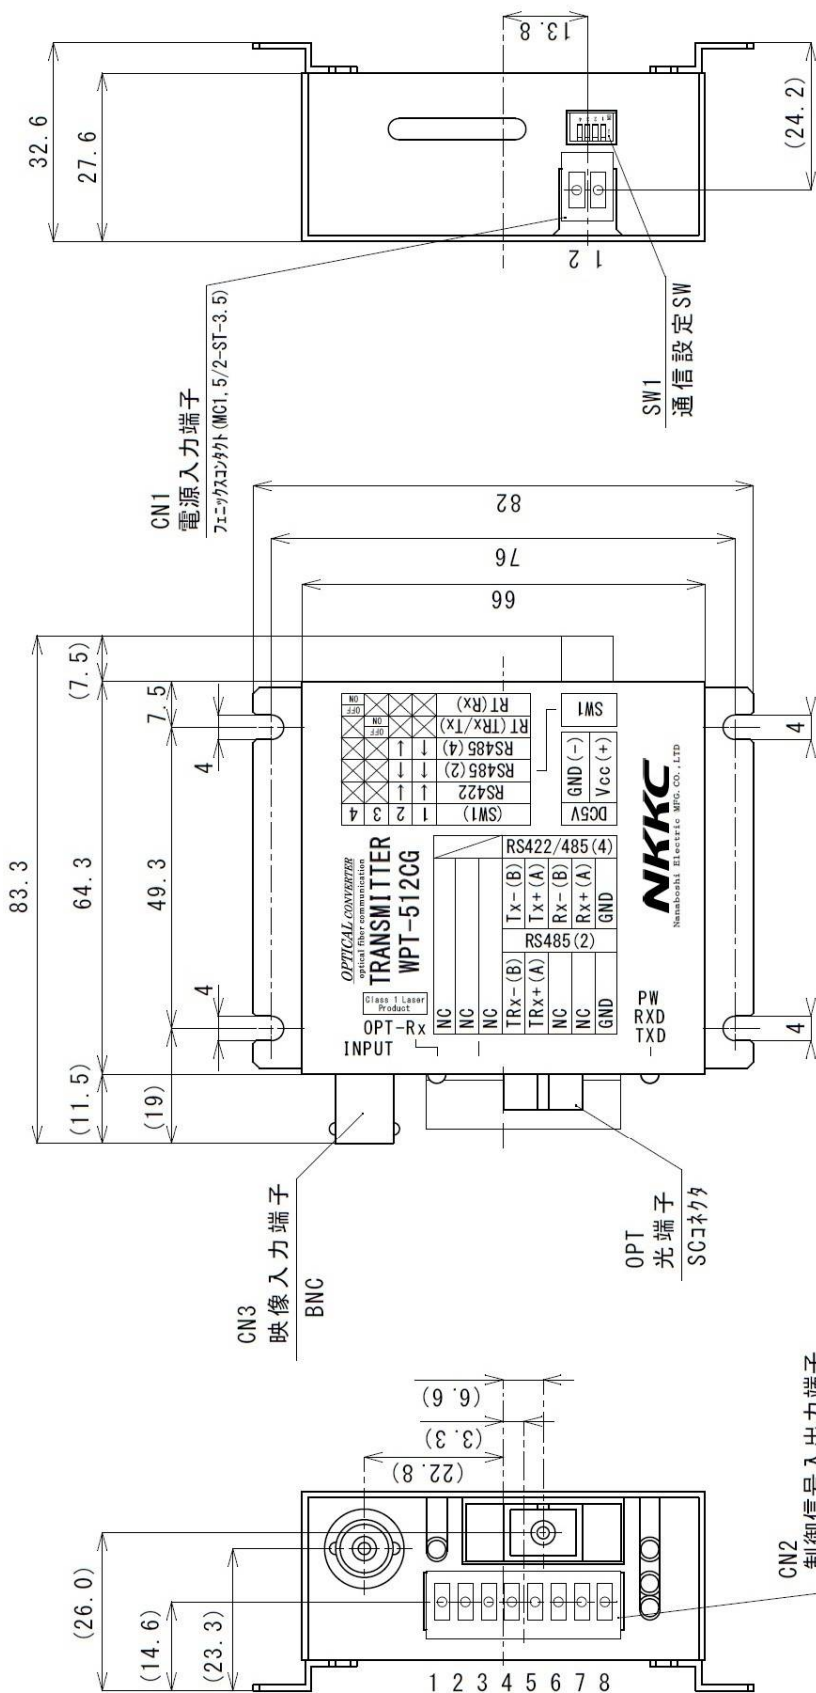 32.6
27.6
13.8
(24.2)
1 2
CN1
電源入力端子
フェニックスコンタクト(MC1,5/2-ST-3.5)
SW1
通信設定SW
83.3
64.3
(7.5)
49.3
7.5
4
4
(11.5)
(19)
82
76
66
4
4
OPTICAL CONVERTER
optical fiber communication
TRANSMITTER
WPT-512CG
Class 1 Laser
Product
OPT-Rx
INPUT
(SW1) 1 2 3 4
RS422 ↑ ↑
RS485(2) ↑ ↑
RS485(4) ↑ ↑
RT(TRx/Tx) OFF ON
RT(Rx) OFF ON
SW1
DC5V
GND(-)
Vcc(+)
RS422/485(4)
NC
NC
NC
TRx-(B) Tx-(B)
TRx+(A) Tx+(A)
NC Rx-(B)
NC Rx+(A)
GND GND
RS485(2)
PW
RXD
TXD
NKKC
Nanaboshi Electric MFG. CO., LTD
CN3
映像入力端子
BNC
OPT
光端子
SCコネクタ
(26.0)
(14.6)
(23.3)
(22.8)
(3.3)
(6.6)
1 2 3 4 5 6 7 8
CN2
制御信号入出力端子